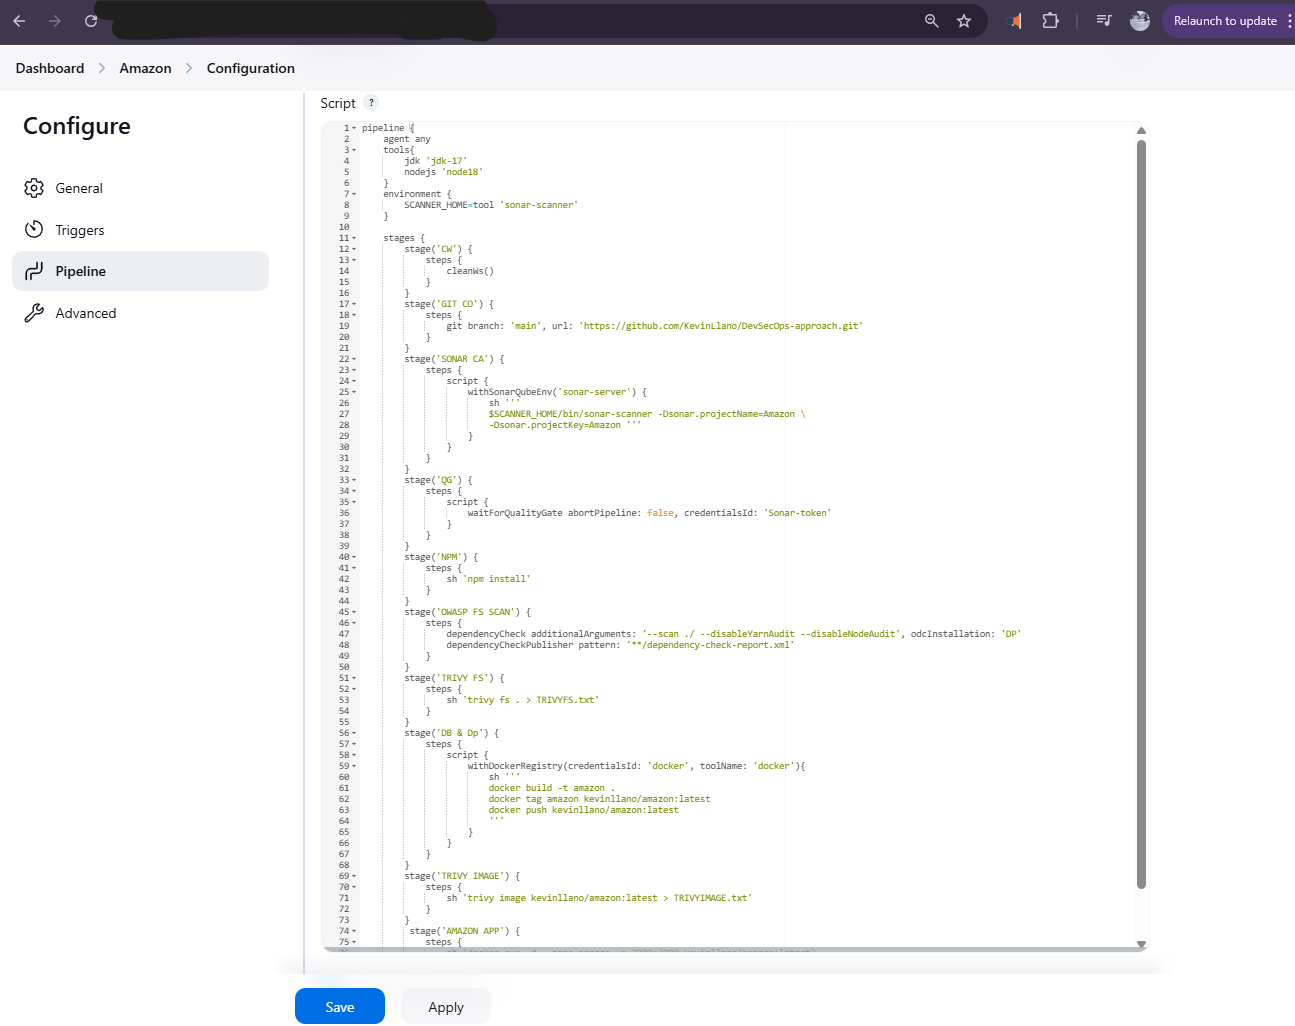 Relaunch to update
Dashboard > Amazon > Configuration
Configure
General
Triggers
Pipeline
Advanced
Script ?
1 pipeline {
2     agent any
3     tools{
4         jdk 'jdk-17'
5         nodejs 'node18'
6     }
7     environment {
8         SCANNER_HOME=tool 'sonar-scanner'
9     }
10
11     stages {
12         stage('CW') {
13             steps {
14                 cleanWs()
15             }
16         }
17         stage('GIT CO') {
18             steps {
19                 git branch: 'main', url: 'https://github.com/KevinLlano/DevSecOps-approach.git'
20             }
21         }
22         stage('SONAR CA') {
23             steps {
24                 script {
25                     withSonarQubeEnv('sonar-server') {
26                         sh '''
27                         $SCANNER_HOME/bin/sonar-scanner -Dsonar.projectName=Amazon \
28                         -Dsonar.projectKey=Amazon '''
29                     }
30                 }
31             }
32         }
33         stage('QG') {
34             steps {
35                 script {
36                     waitForQualityGate abortPipeline: false, credentialsId: 'Sonar-token'
37                 }
38             }
39         }
40         stage('NPM') {
41             steps {
42                 sh 'npm install'
43             }
44         }
45         stage('OWASP FS SCAN') {
46             steps {
47                 dependencyCheck additionalArguments: '--scan ./ --disableYarnAudit --disableNodeAudit', odcInstallation: 'DP'
48                 dependencyCheckPublisher pattern: '**/dependency-check-report.xml'
49             }
50         }
51         stage('TRIVY FS') {
52             steps {
53                 sh 'trivy fs . > TRIVYFS.txt'
54             }
55         }
56         stage('DB & Dp') {
57             steps {
58                 script {
59                     withDockerRegistry(credentialsId: 'docker', toolName: 'docker'){
60                         sh '''
61                         docker build -t amazon .
62                         docker tag amazon kevinllano/amazon:latest
63                         docker push kevinllano/amazon:latest
64                         '''
65                     }
66                 }
67             }
68         }
69         stage('TRIVY IMAGE') {
70             steps {
71                 sh 'trivy image kevinllano/amazon:latest > TRIVYIMAGE.txt'
72             }
73         }
74          stage('AMAZON APP') {
75             steps {
Save
Apply